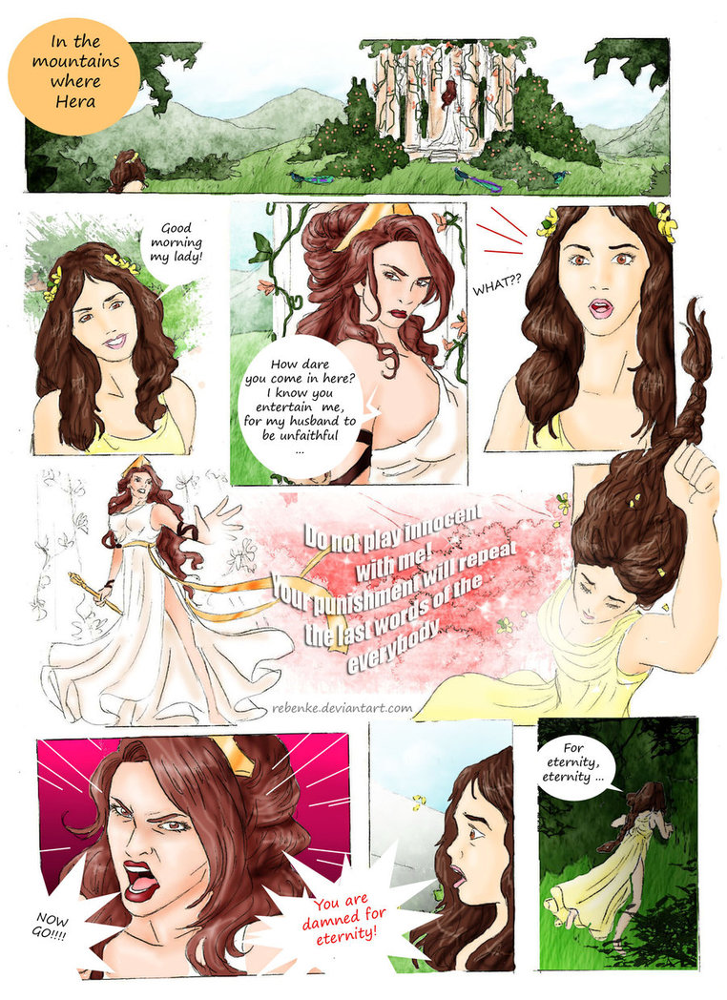 In the
mountains
where
Hera
Good
morning
my lady!
How dare
you come in here?
I know you
entertain me,
for my husband to
be unfaithful
...
WHAT??
Do not play innocent
with me!
Your punishment will repeat
the last words of the
everybody
rebenke.deviantart.com
NOW
GO!!!!
You are
damned for
eternity!
For
eternity,
eternity ...